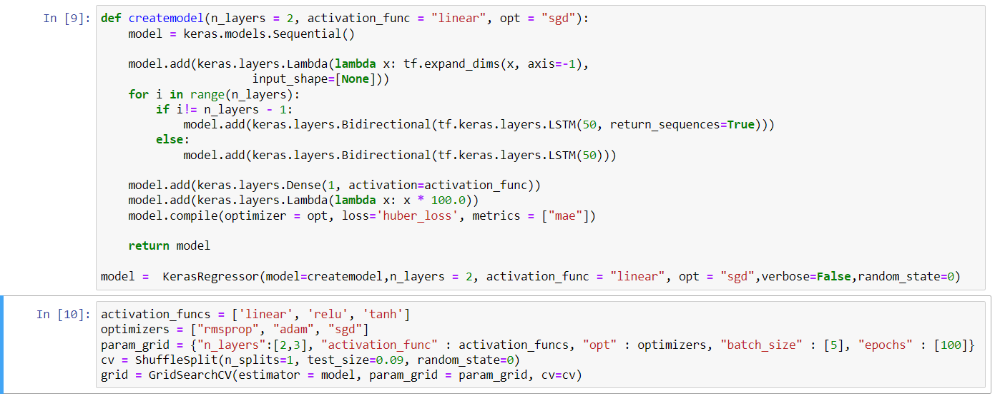 In [9]: def createmodel(n_layers = 2, activation_func = "linear", opt = "sgd"):
    model = keras.models.Sequential()

    model.add(keras.layers.Lambda(lambda x: tf.expand_dims(x, axis=-1),
                      input_shape=[None]))
    for i in range(n_layers):
        if i!= n_layers - 1:
            model.add(keras.layers.Bidirectional(tf.keras.layers.LSTM(50, return_sequences=True)))
        else:
            model.add(keras.layers.Bidirectional(tf.keras.layers.LSTM(50)))

    model.add(keras.layers.Dense(1, activation=activation_func))
    model.add(keras.layers.Lambda(lambda x: x * 100.0))
    model.compile(optimizer = opt, loss='huber_loss', metrics = ["mae"])

    return model

model =  KerasRegressor(model=createmodel,n_layers = 2, activation_func = "linear", opt = "sgd",verbose=False,random_state=0)
In [10]: activation_funcs = ['linear', 'relu', 'tanh']
optimizers = ["rmsprop", "adam", "sgd"]
param_grid = {"n_layers":[2,3], "activation_func" : activation_funcs, "opt" : optimizers, "batch_size" : [5], "epochs" : [100]}
cv = ShuffleSplit(n_splits=1, test_size=0.09, random_state=0)
grid = GridSearchCV(estimator = model, param_grid = param_grid, cv=cv)